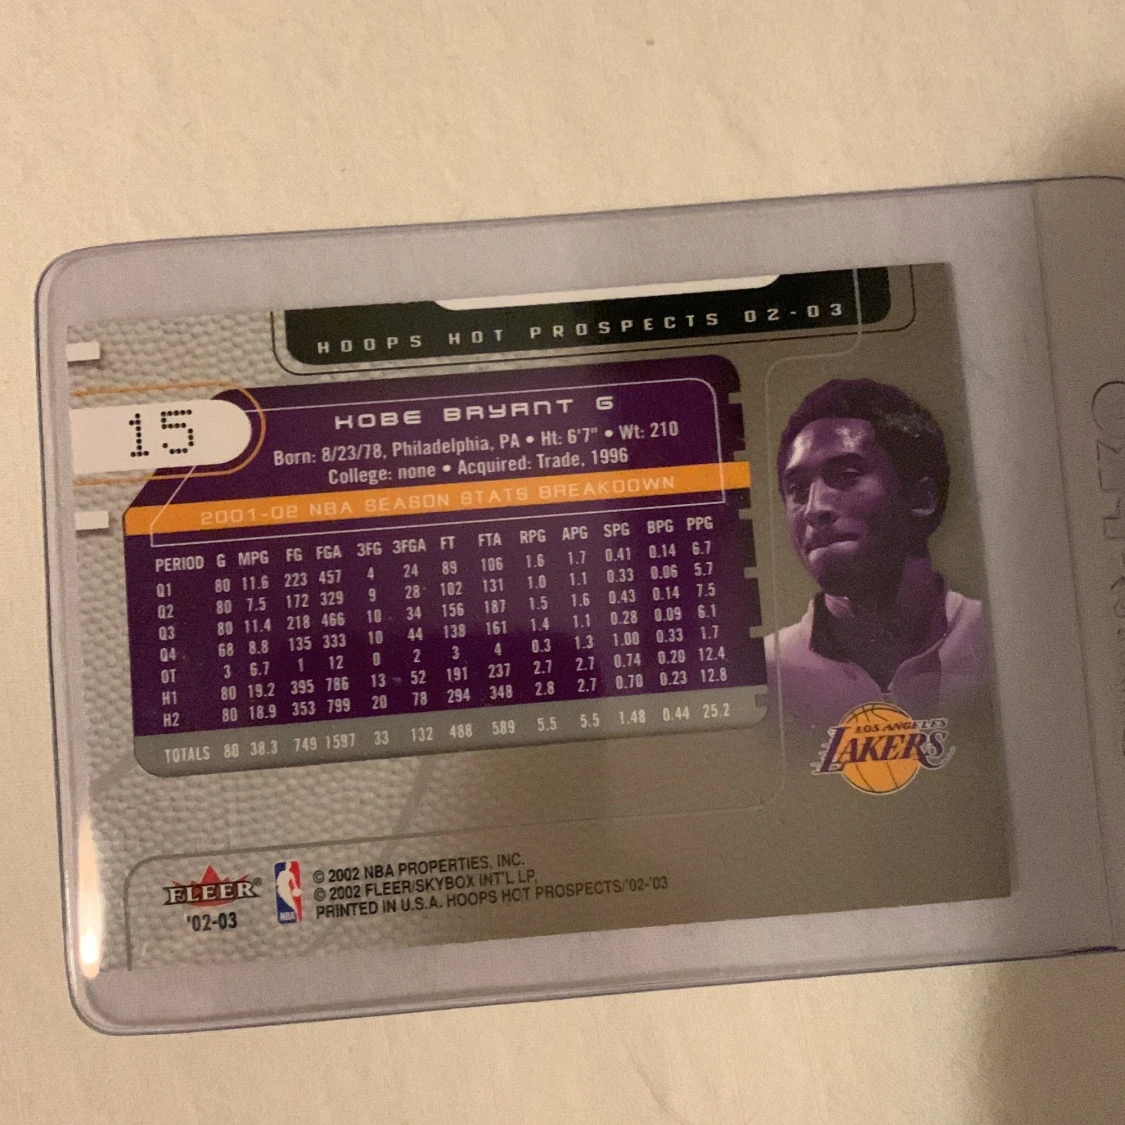 HOOPS HOT PROSPECTS 02-03
15
KOBE BRYANT G
Born: 8/23/78, Philadelphia, PA • Ht: 6'7" • Wt: 210
College: none • Acquired: Trade, 1996
2001-02 NBA SEASON STATS BREAKDOWN
PERIOD G MPG FG FGA 3FG 3FGA FT FTA RPG APG SPG BPG PPG
Q1 80 11.6 223 457 4 24 89 106 1.6 1.7 0.41 0.14 6.7
Q2 80 7.5 172 329 9 28 102 131 1.0 1.1 0.33 0.06 5.7
Q3 80 11.4 218 466 10 34 156 187 1.5 1.6 0.43 0.14 7.5
Q4 68 8.8 135 333 10 44 138 161 1.4 1.1 0.28 0.09 6.1
OT 3 6.7 1 12 0 2 3 4 0.3 1.3 1.00 0.33 1.7
H1 80 19.2 395 786 13 52 191 237 2.7 2.7 0.74 0.20 12.4
H2 80 18.9 353 799 20 78 294 348 2.8 2.7 0.70 0.23 12.8
TOTALS 80 38.3 749 1597 33 132 488 589 5.5 5.5 1.48 0.44 25.2
LOS ANGELES
LAKERS
FLEER®
'02-03
NBA
© 2002 NBA PROPERTIES, INC.
© 2002 FLEER/SKYBOX INT'L LP,
PRINTED IN U.S.A. HOOPS HOT PROSPECTS/'02-'03